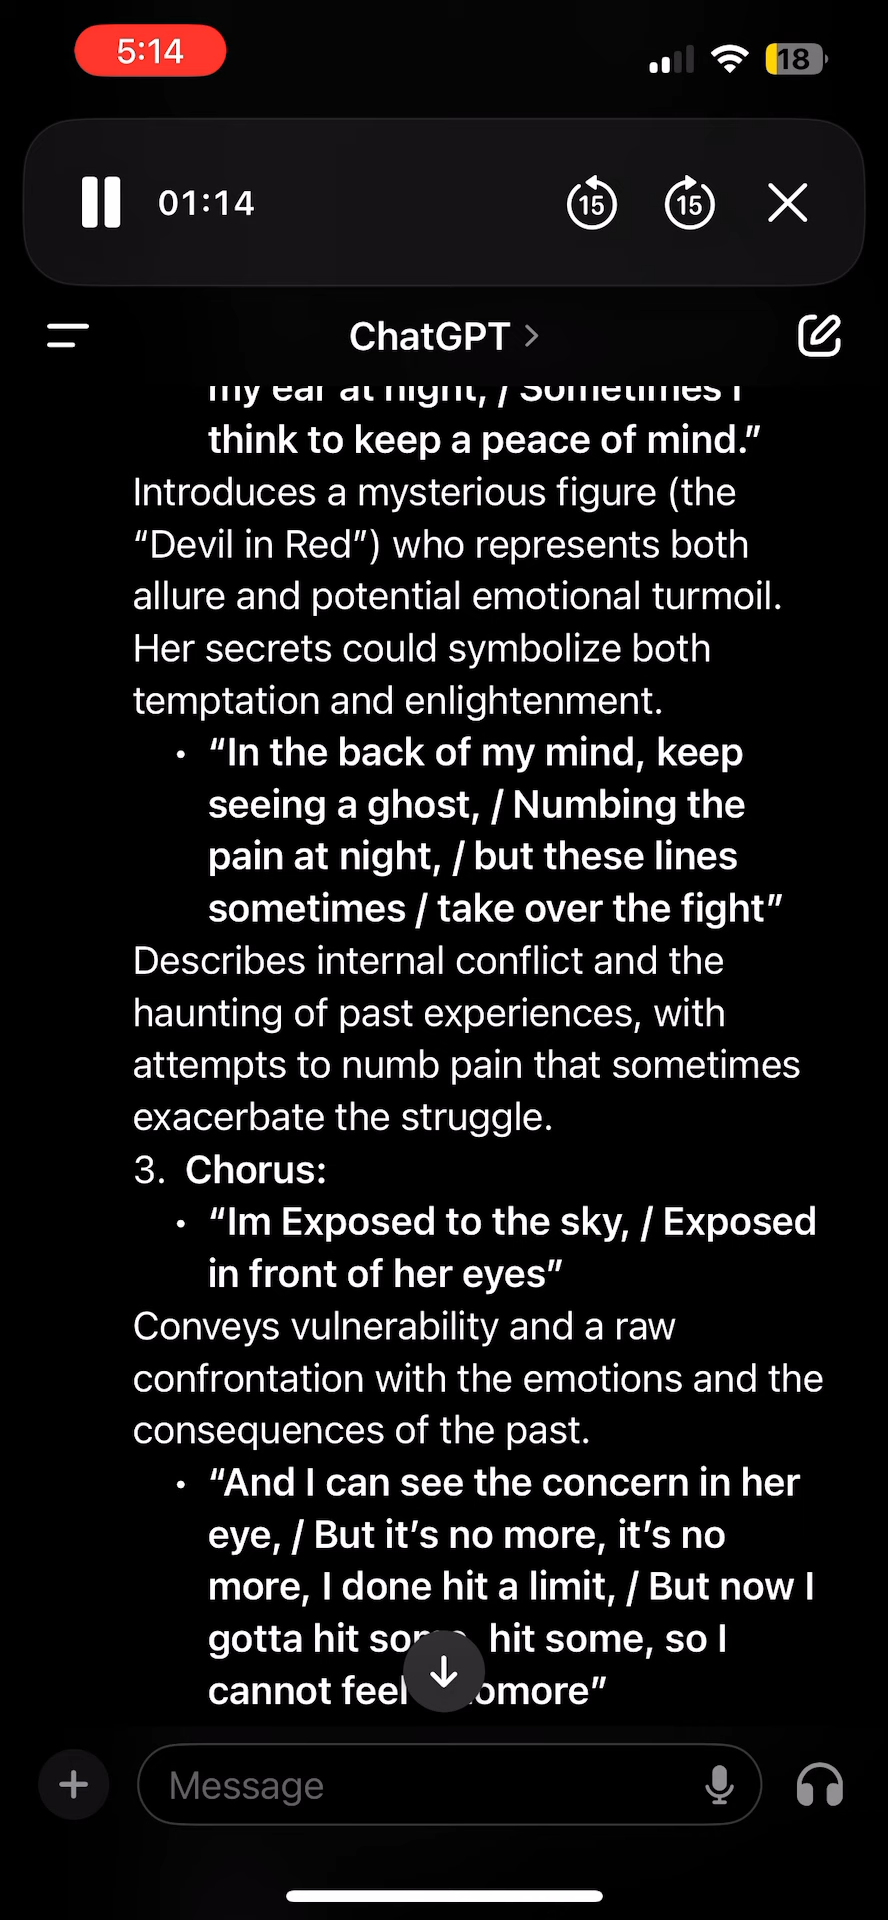 5:14
18
01:14
15
15
ChatGPT >
my ear at night, / Sometimes I
think to keep a peace of mind.”
Introduces a mysterious figure (the
“Devil in Red”) who represents both
allure and potential emotional turmoil.
Her secrets could symbolize both
temptation and enlightenment.
• “In the back of my mind, keep
seeing a ghost, / Numbing the
pain at night, / but these lines
sometimes / take over the fight”
Describes internal conflict and the
haunting of past experiences, with
attempts to numb pain that sometimes
exacerbate the struggle.
3. Chorus:
• “Im Exposed to the sky, / Exposed
in front of her eyes”
Conveys vulnerability and a raw
confrontation with the emotions and the
consequences of the past.
• “And I can see the concern in her
eye, / But it’s no more, it’s no
more, I done hit a limit, / But now I
gotta hit some, hit some, so I
cannot feel omore”
Message